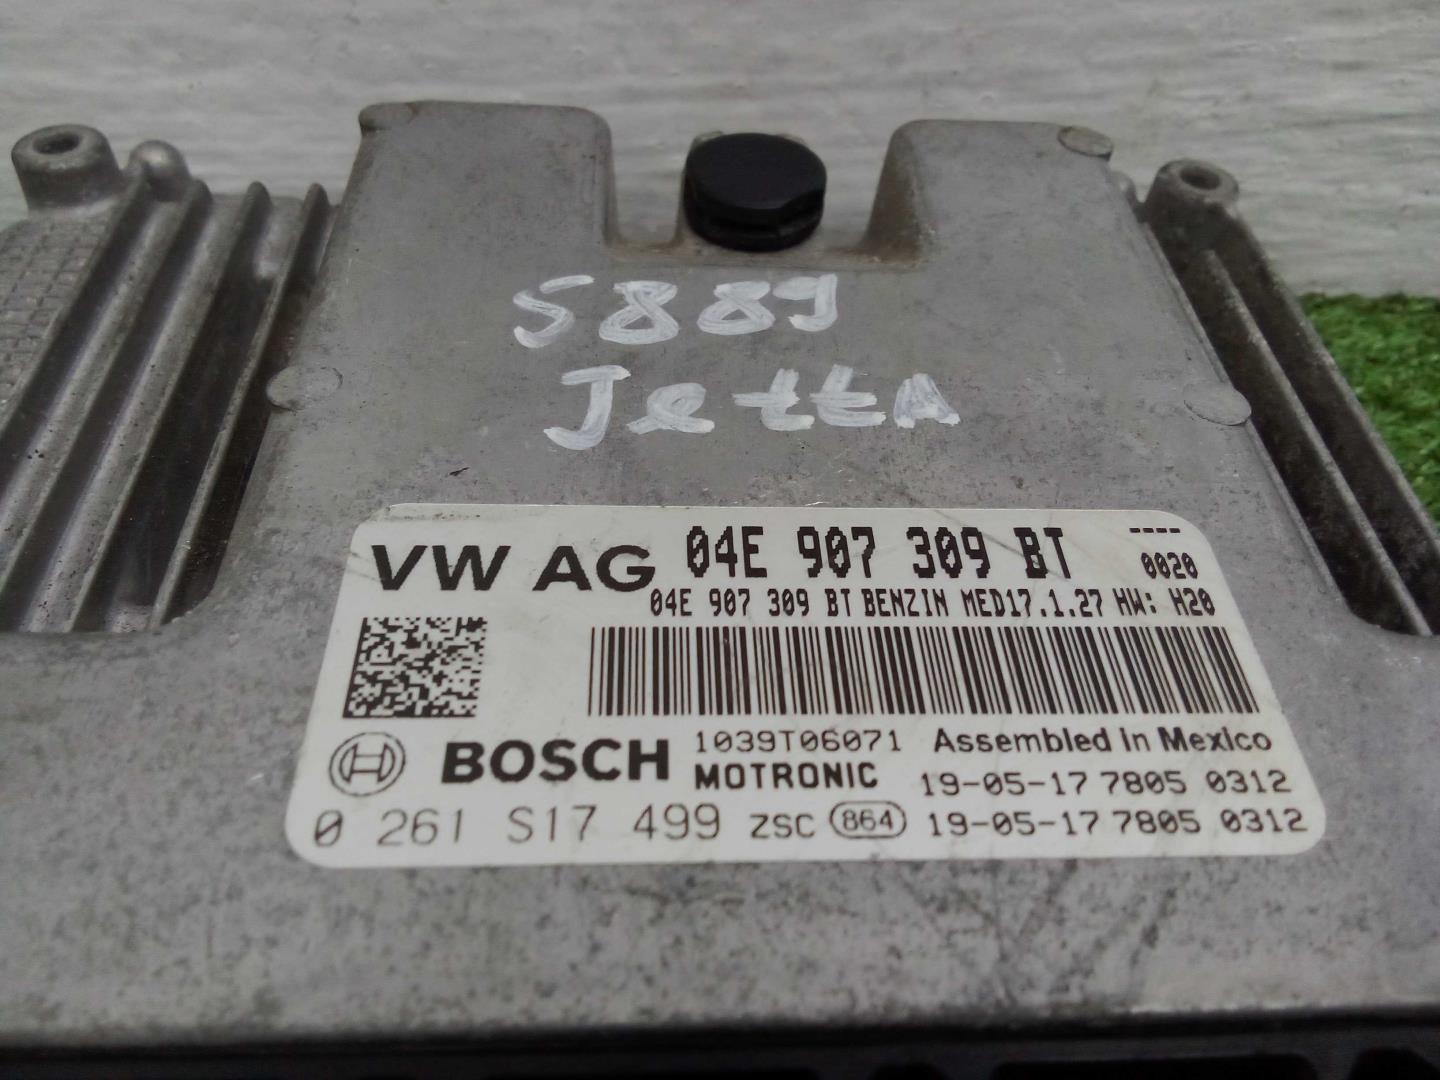 S889
JettA
VW AG 04E 907 309 BT ----
0020
04E 907 309 BT BENZIN MED17.1.27 HW: H20
BOSCH 1039T06071 Assembled in Mexico
MOTRONIC 19-05-17 7805 0312
0 261 S17 499 ZSC 864 19-05-17 7805 0312